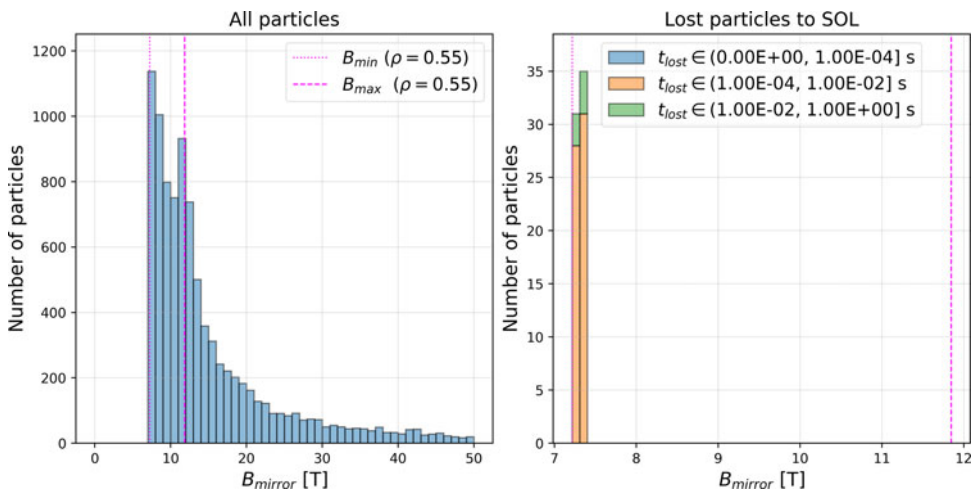 All particles
1200
1000
800
600
400
200
0
Number of particles
B_min (ρ = 0.55)
B_max (ρ = 0.55)
0 10 20 30 40 50
B_mirror [T]
Lost particles to SOL
35
30
25
20
15
10
5
0
Number of particles
t_lost ∈ (0.00E+00, 1.00E-04] s
t_lost ∈ (1.00E-04, 1.00E-02] s
t_lost ∈ (1.00E-02, 1.00E+00] s
7 8 9 10 11 12
B_mirror [T]